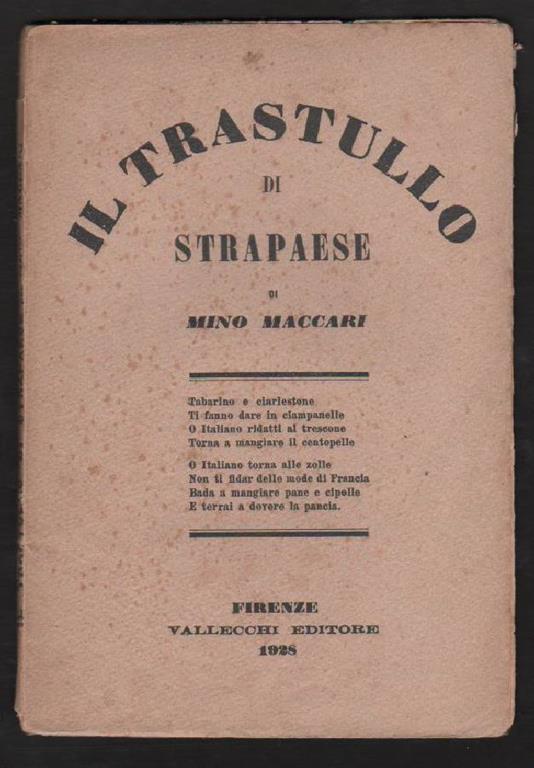 IL TRASTULLO
DI
STRAPAESE
DI
MINO MACCARI
Tabarino e ciarlestone
Ti fanno dare in ciampanelle
O Italiano ridatti al trescone
Torna a mangiare il centopelle
O Italiano torna alle zolle
Non ti fidar delle mode di Francia
Bada a mangiare pane e cipolle
E terrai a dovere la pancia.
FIRENZE
VALLECCHI EDITORE
1928